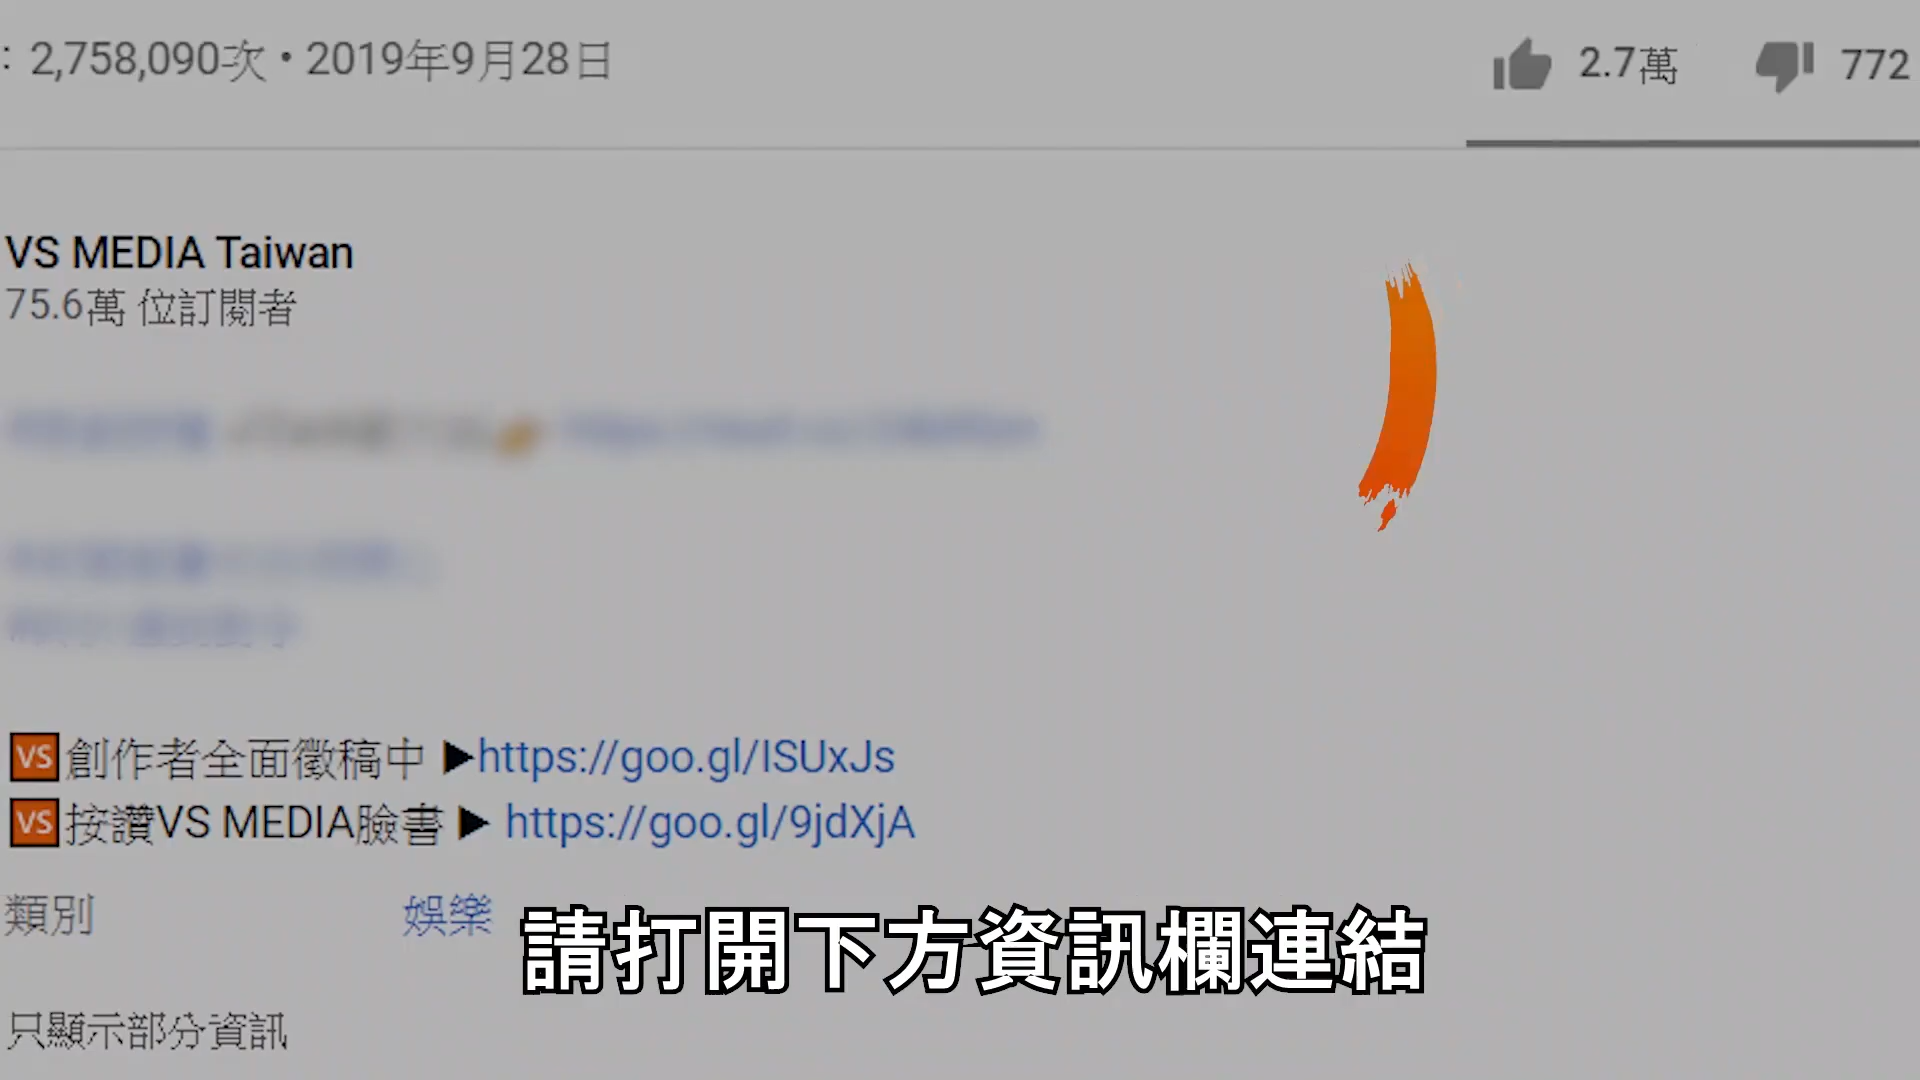 : 2,758,090次 • 2019年9月28日
2.7萬
772
VS MEDIA Taiwan
75.6萬 位訂閱者
VS創作者全面徵稿中 ▶https://goo.gl/ISUxJs
VS按讚VS MEDIA臉書 ▶ https://goo.gl/9jdXjA
類別 娛樂
請打開下方資訊欄連結
只顯示部分資訊